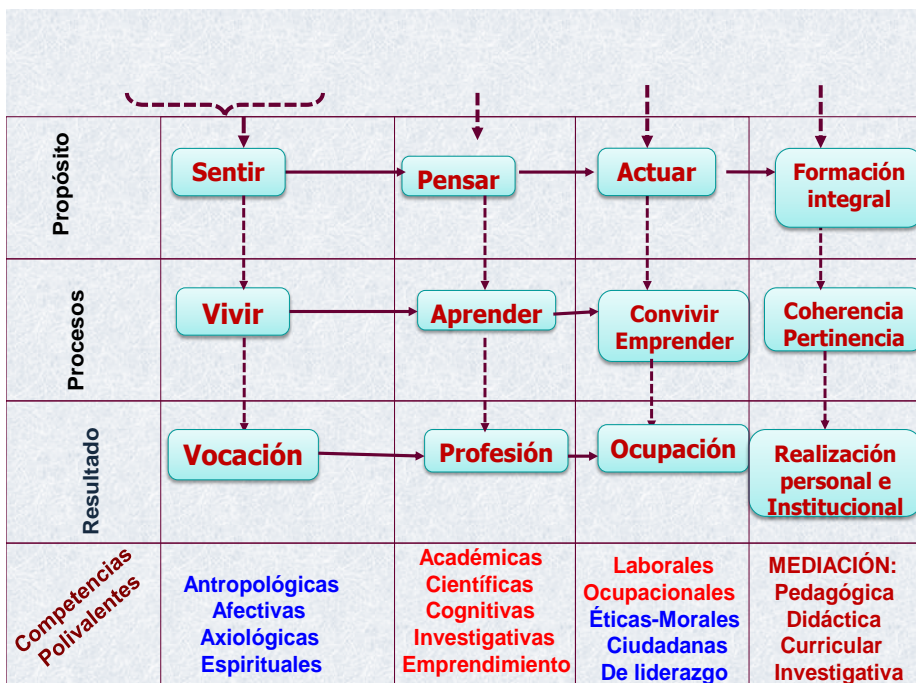 Propósito
Sentir
Pensar
Actuar
Formación
integral
Procesos
Vivir
Aprender
Convivir
Emprender
Coherencia
Pertinencia
Resultado
Vocación
Profesión
Ocupación
Realización
personal e
Institucional
Competencias
Polivalentes
Antropológicas
Afectivas
Axiológicas
Espirituales
Académicas
Científicas
Cognitivas
Investigativas
Emprendimiento
Laborales
Ocupacionales
Éticas-Morales
Ciudadanas
De liderazgo
MEDIACIÓN:
Pedagógica
Didáctica
Curricular
Investigativa